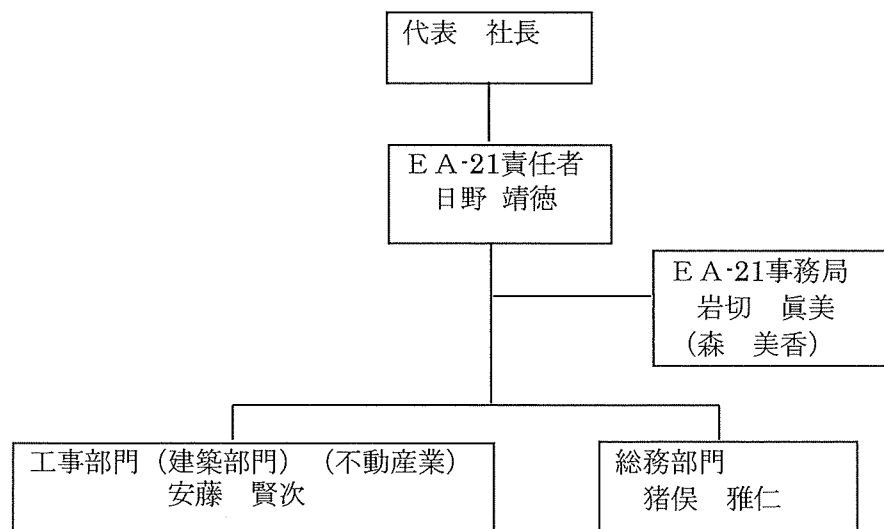 代表　社長
ＥＡ-21責任者
日野 靖徳
ＥＡ-21事務局
岩切　眞美
（森　美香）
工事部門（建築部門）（不動産業）
安藤　賢次
総務部門
猪俣　雅仁